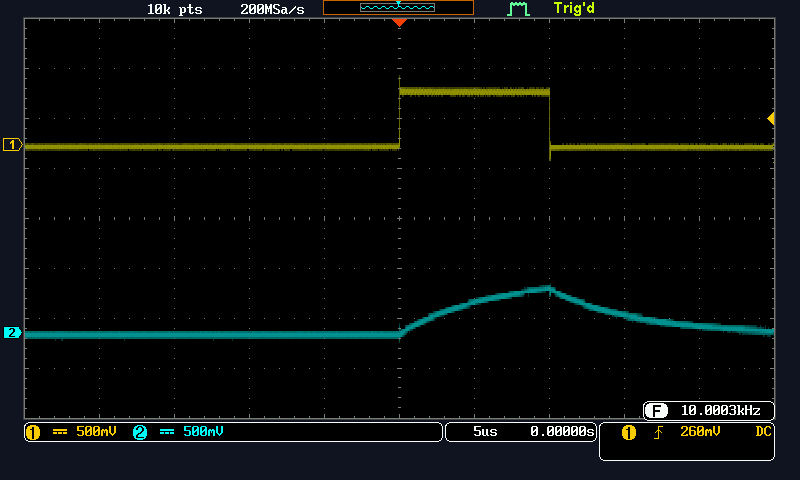 10k pts 200MSa/s Trig'd
1
2
F 10.0003kHz
1 500mV 2 500mV 5us 0.00000s 1 260mV DC